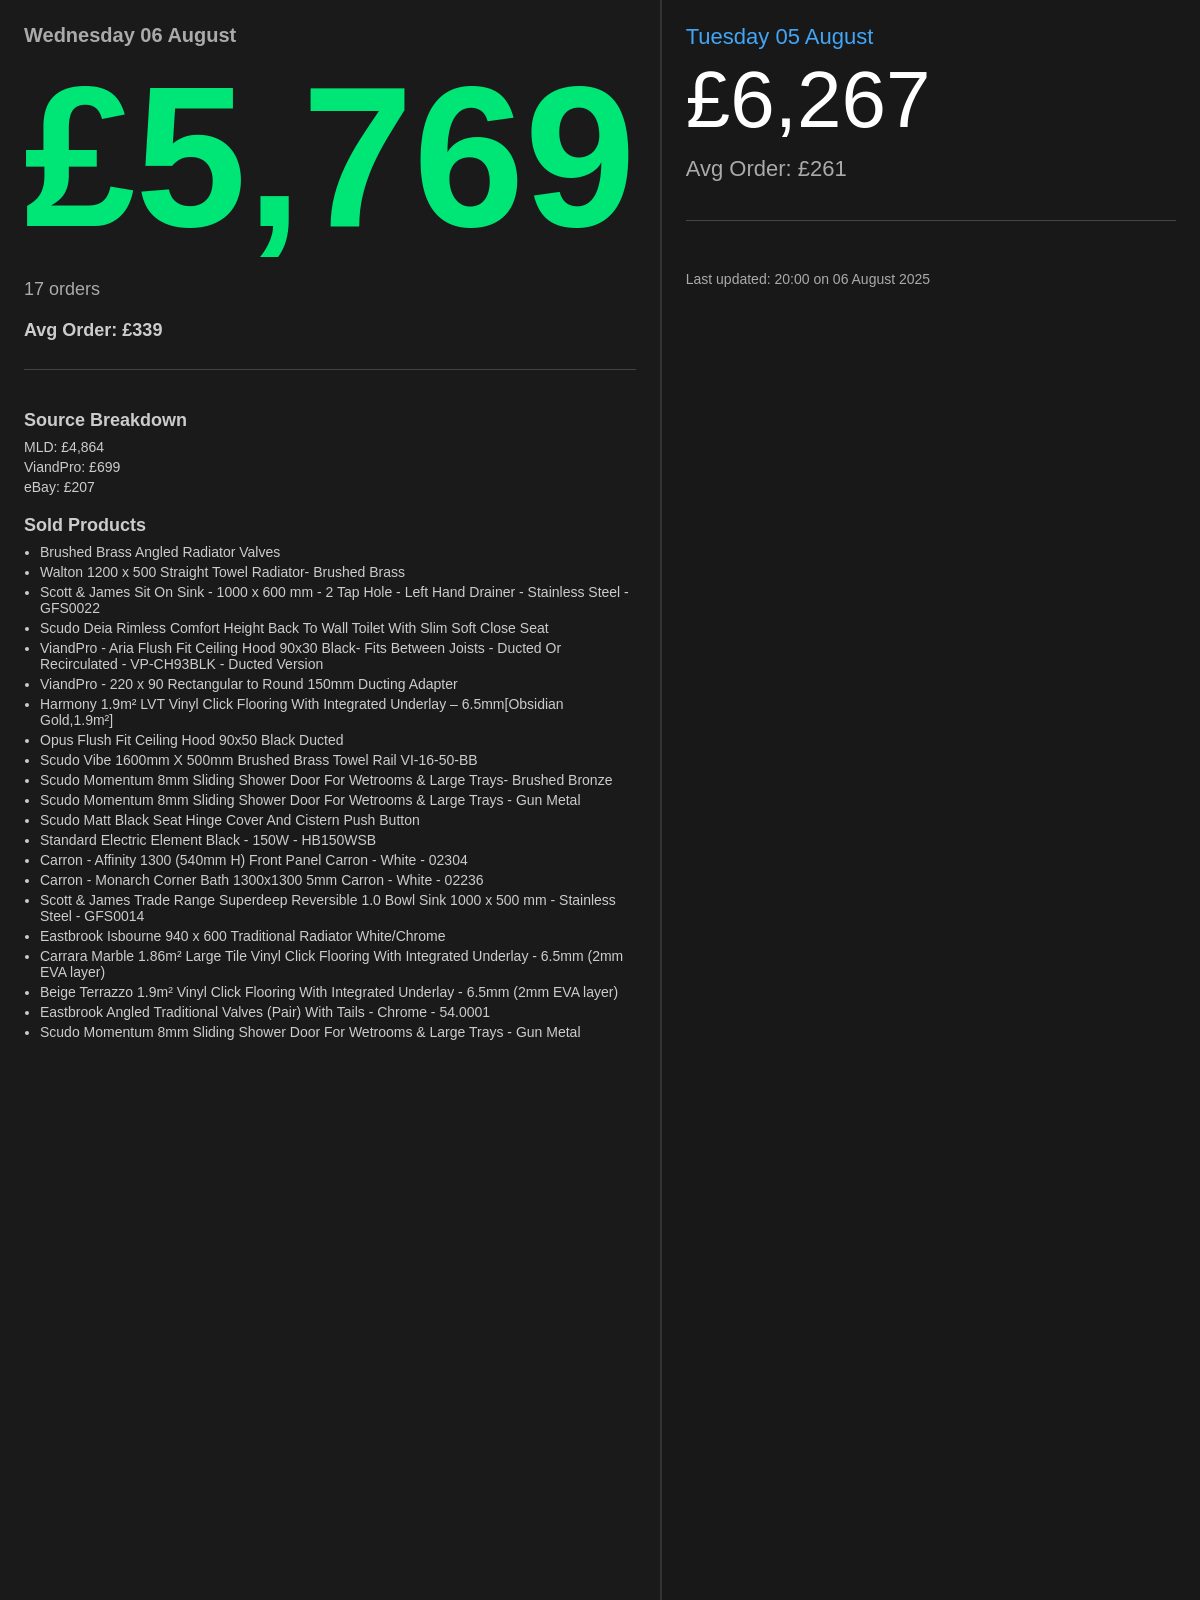 Wednesday 06 August
£5,769
17 orders
Avg Order: £339
Source Breakdown
MLD: £4,864
ViandPro: £699
eBay: £207
Sold Products
• Brushed Brass Angled Radiator Valves
• Walton 1200 x 500 Straight Towel Radiator- Brushed Brass
• Scott & James Sit On Sink - 1000 x 600 mm - 2 Tap Hole - Left Hand Drainer - Stainless Steel -
GFS0022
• Scudo Deia Rimless Comfort Height Back To Wall Toilet With Slim Soft Close Seat
• ViandPro - Aria Flush Fit Ceiling Hood 90x30 Black- Fits Between Joists - Ducted Or
Recirculated - VP-CH93BLK - Ducted Version
• ViandPro - 220 x 90 Rectangular to Round 150mm Ducting Adapter
• Harmony 1.9m² LVT Vinyl Click Flooring With Integrated Underlay – 6.5mm[Obsidian
Gold,1.9m²]
• Opus Flush Fit Ceiling Hood 90x50 Black Ducted
• Scudo Vibe 1600mm X 500mm Brushed Brass Towel Rail VI-16-50-BB
• Scudo Momentum 8mm Sliding Shower Door For Wetrooms & Large Trays- Brushed Bronze
• Scudo Momentum 8mm Sliding Shower Door For Wetrooms & Large Trays - Gun Metal
• Scudo Matt Black Seat Hinge Cover And Cistern Push Button
• Standard Electric Element Black - 150W - HB150WSB
• Carron - Affinity 1300 (540mm H) Front Panel Carron - White - 02304
• Carron - Monarch Corner Bath 1300x1300 5mm Carron - White - 02236
• Scott & James Trade Range Superdeep Reversible 1.0 Bowl Sink 1000 x 500 mm - Stainless
Steel - GFS0014
• Eastbrook Isbourne 940 x 600 Traditional Radiator White/Chrome
• Carrara Marble 1.86m² Large Tile Vinyl Click Flooring With Integrated Underlay - 6.5mm (2mm
EVA layer)
• Beige Terrazzo 1.9m² Vinyl Click Flooring With Integrated Underlay - 6.5mm (2mm EVA layer)
• Eastbrook Angled Traditional Valves (Pair) With Tails - Chrome - 54.0001
• Scudo Momentum 8mm Sliding Shower Door For Wetrooms & Large Trays - Gun Metal
Tuesday 05 August
£6,267
Avg Order: £261
Last updated: 20:00 on 06 August 2025